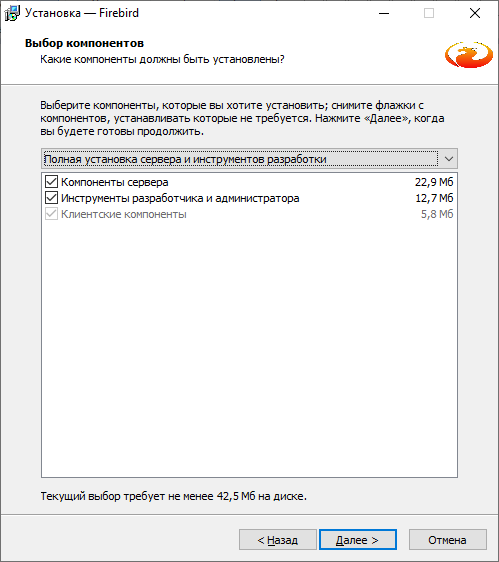 Установка — Firebird
Выбор компонентов
Какие компоненты должны быть установлены?
Выберите компоненты, которые вы хотите установить; снимите флажки с
компонентов, устанавливать которые не требуется. Нажмите «Далее», когда
вы будете готовы продолжить.
Полная установка сервера и инструментов разработки
Компоненты сервера 22,9 Мб
Инструменты разработчика и администратора 12,7 Мб
Клиентские компоненты 5,8 Мб
Текущий выбор требует не менее 42,5 Мб на диске.
< Назад Далее > Отмена